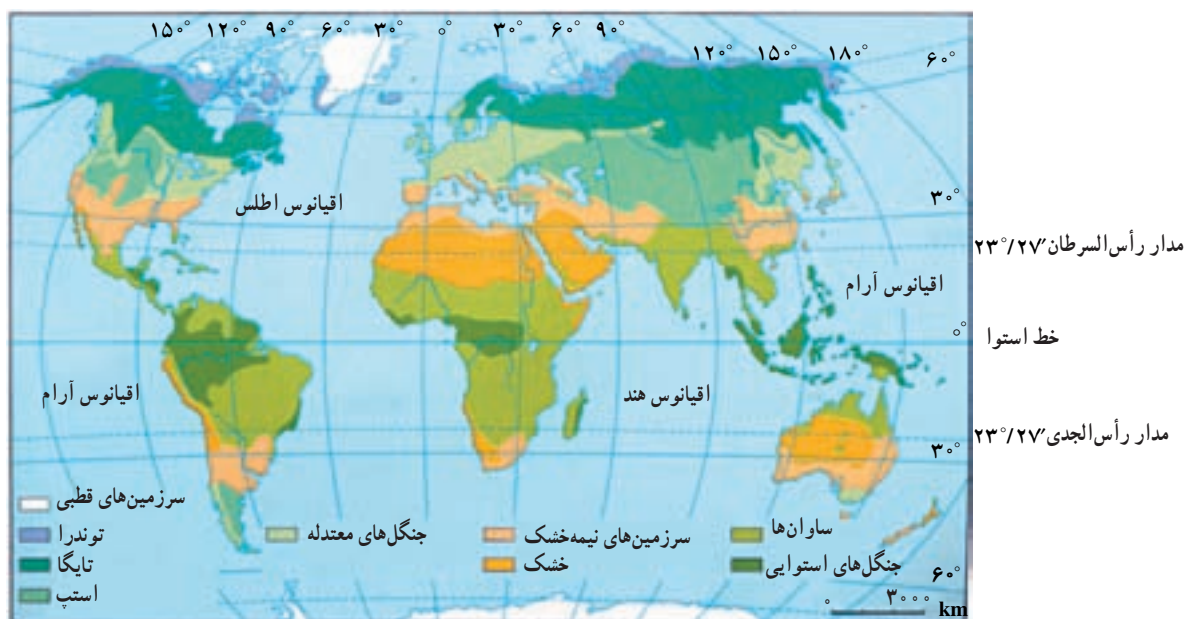 ۱۵۰° ۱۲۰° ۹۰° ۶۰° ۳۰° ۰° ۳۰° ۶۰° ۹۰° ۱۲۰° ۱۵۰° ۱۸۰° ۶۰°
۳۰°
اقیانوس اطلس
مدار رأس‌السرطان ۲۳°/۲۷′
اقیانوس آرام
۰° خط استوا
اقیانوس هند
اقیانوس آرام
مدار رأس‌الجدی ۲۳°/۲۷′
۳۰°
سرزمین‌های قطبی
توندرا
تایگا
استپ
جنگل‌های معتدله
سرزمین‌های نیمه‌خشک
خشک
ساوان‌ها
جنگل‌های استوایی
۶۰°
۰ ۳۰۰۰ km